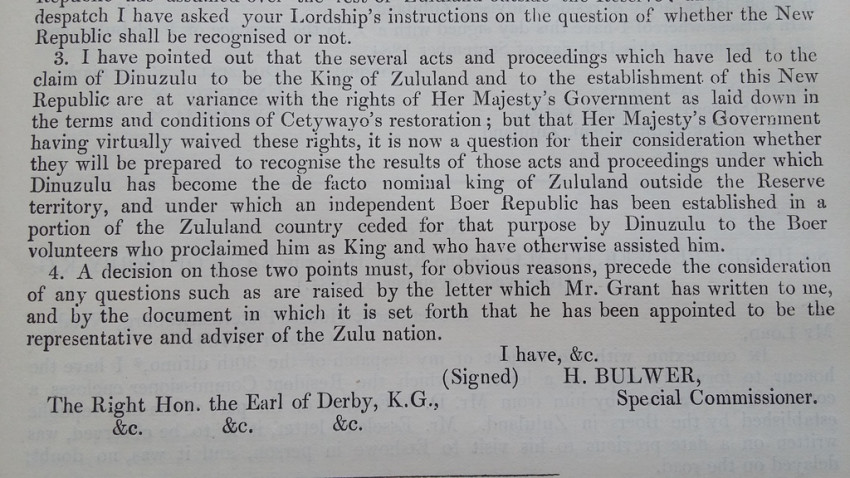 despatch I have asked your Lordship's instructions on the question of whether the New
Republic shall be recognised or not.
3. I have pointed out that the several acts and proceedings which have led to the
claim of Dinuzulu to be the King of Zululand and to the establishment of this New
Republic are at variance with the rights of Her Majesty's Government as laid down in
the terms and conditions of Cetywayo's restoration; but that Her Majesty's Government
having virtually waived these rights, it is now a question for their consideration whether
they will be prepared to recognise the results of those acts and proceedings under which
Dinuzulu has become the de facto nominal king of Zululand outside the Reserve
territory, and under which an independent Boer Republic has been established in a
portion of the Zululand country ceded for that purpose by Dinuzulu to the Boer
volunteers who proclaimed him as King and who have otherwise assisted him.
4. A decision on those two points must, for obvious reasons, precede the consideration
of any questions such as are raised by the letter which Mr. Grant has written to me,
and by the document in which it is set forth that he has been appointed to be the
representative and adviser of the Zulu nation.
I have, &c.
(Signed) H. BULWER,
The Right Hon. the Earl of Derby, K.G., Special Commissioner.
&c. &c. &c.